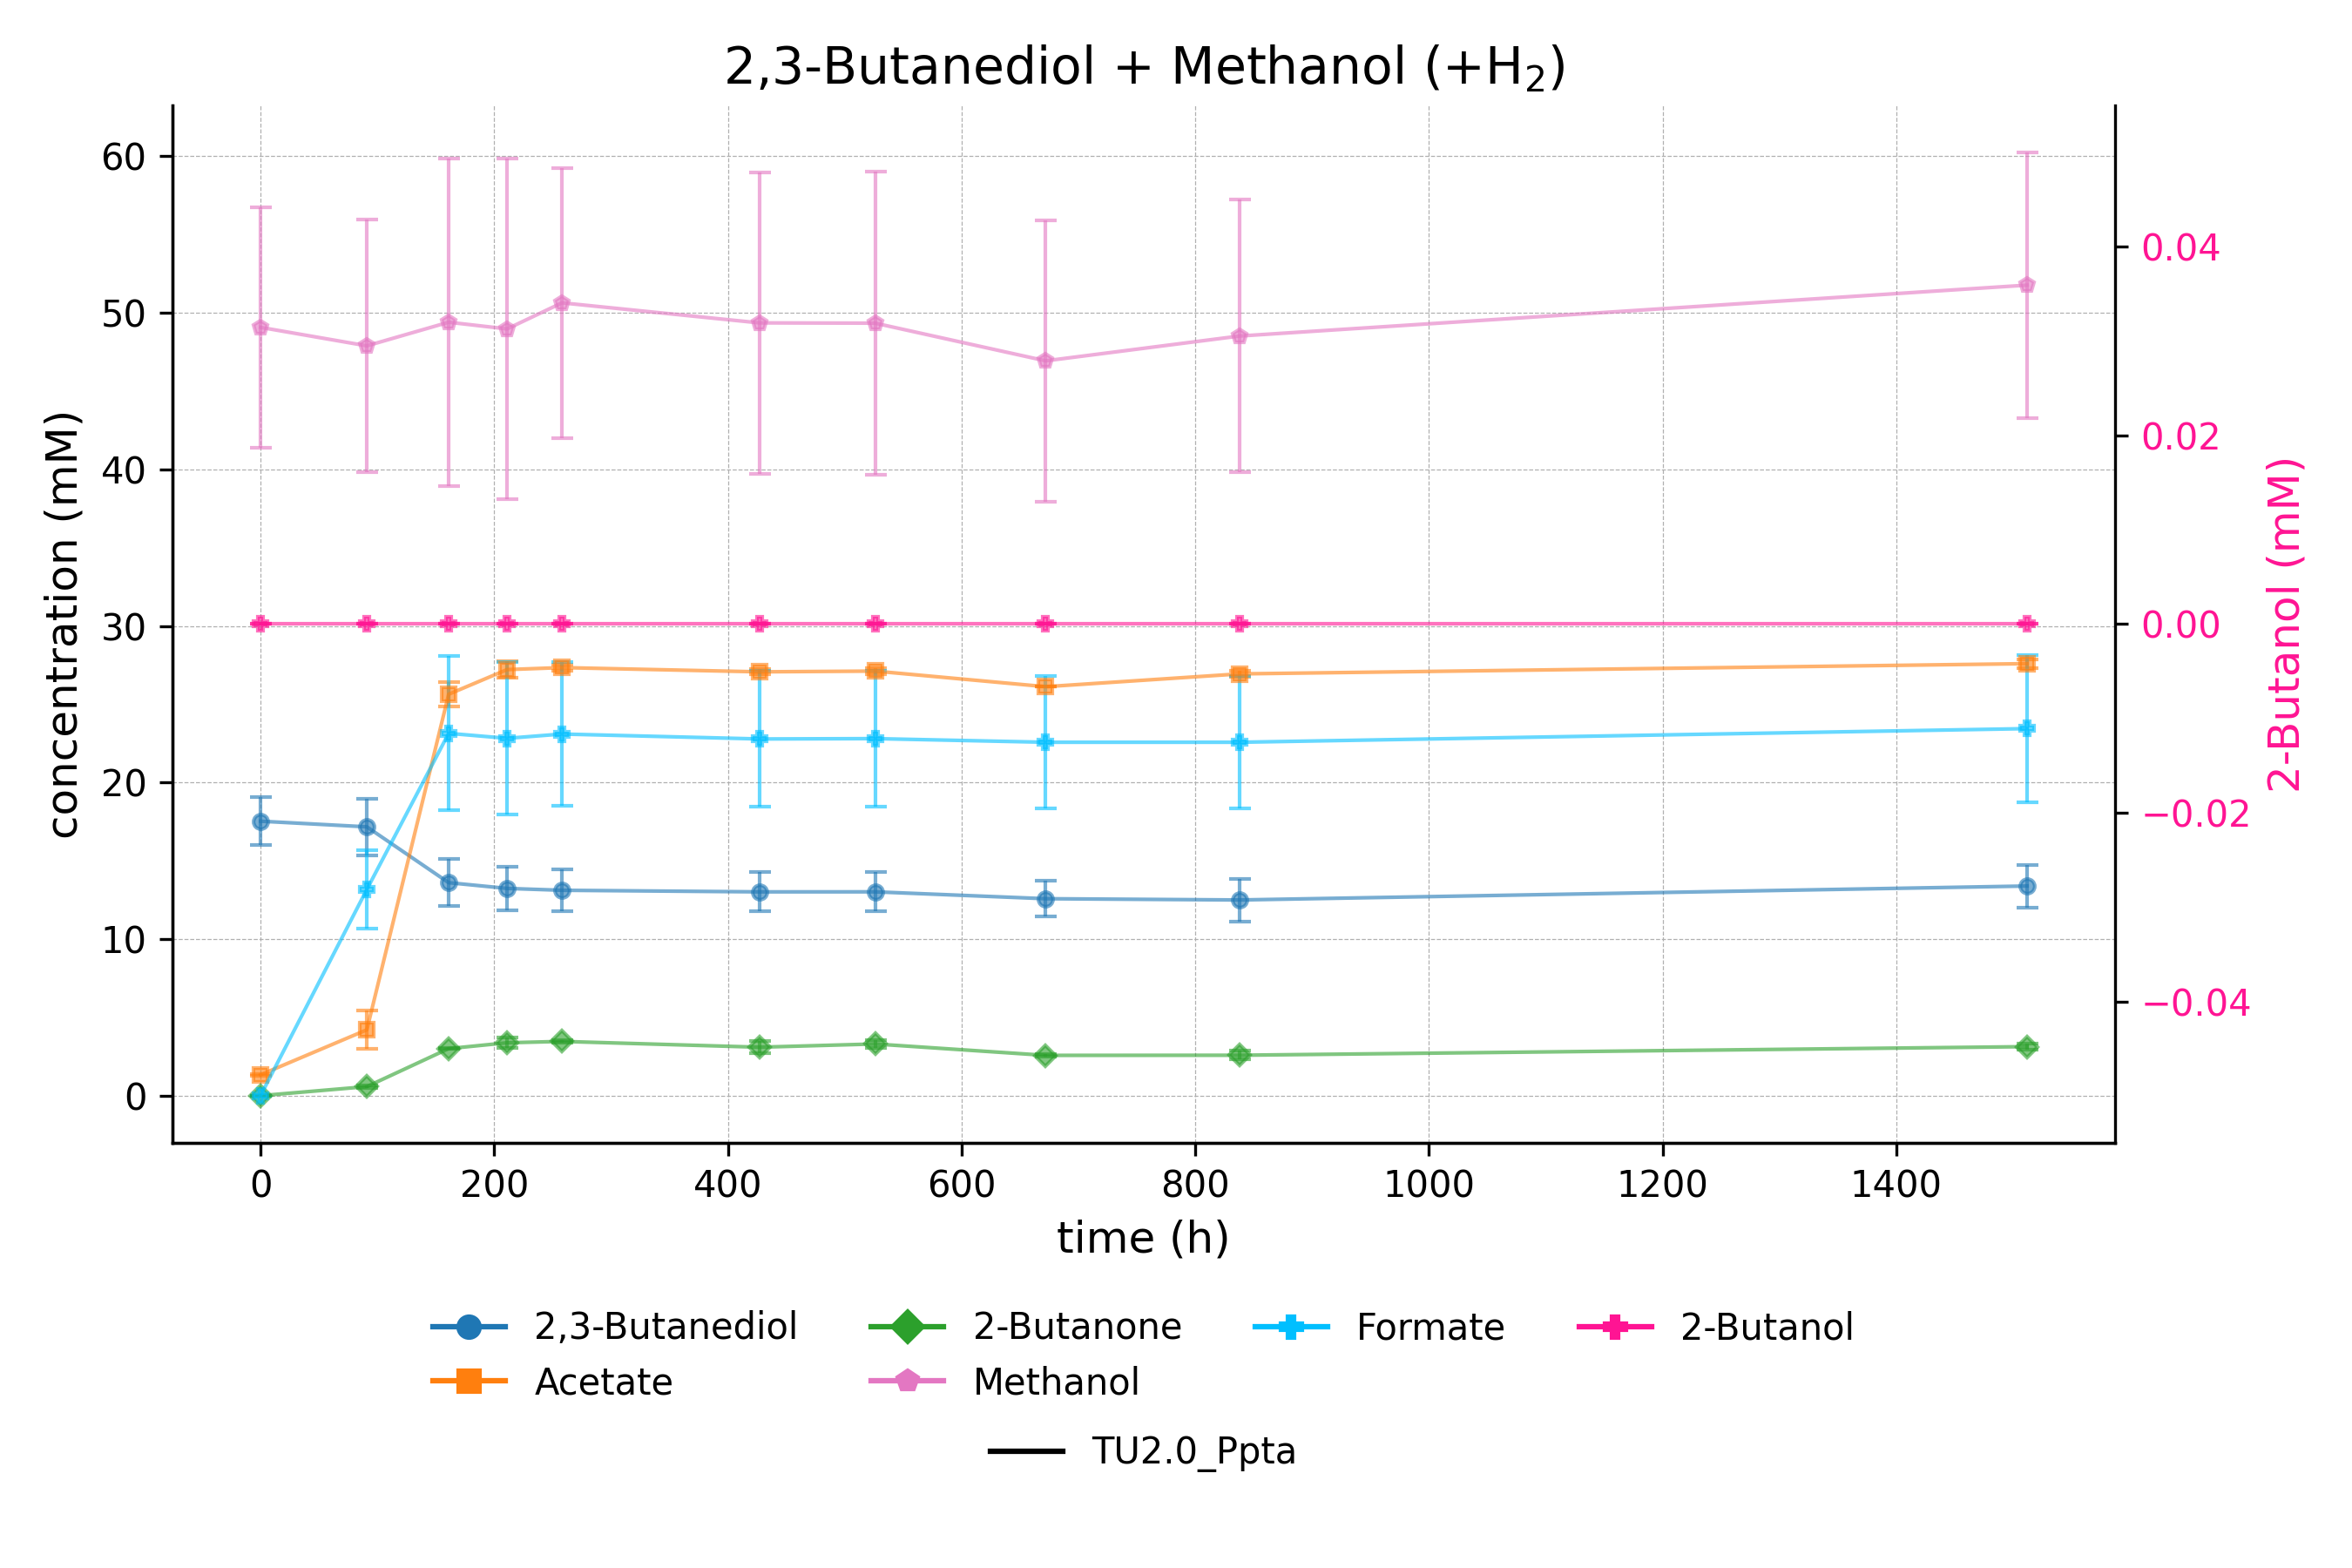 2,3-Butanediol + Methanol (+H₂)
concentration (mM)
60
50
40
30
20
10
0
0.04
0.02
0.00
−0.02
−0.04
2-Butanol (mM)
0 200 400 600 800 1000 1200 1400
time (h)
2,3-Butanediol 2-Butanone Formate 2-Butanol
Acetate Methanol
TU2.0_Ppta